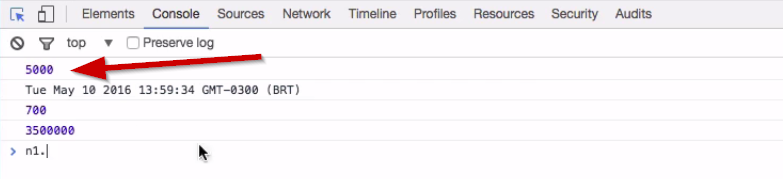 Elements Console Sources Network Timeline Profiles Resources Security Audits
top Preserve log
5000
Tue May 10 2016 13:59:34 GMT-0300 (BRT)
700
3500000
> n1.